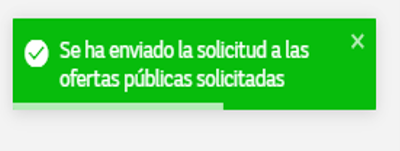 Se ha enviado la solicitud a las
ofertas públicas solicitadas